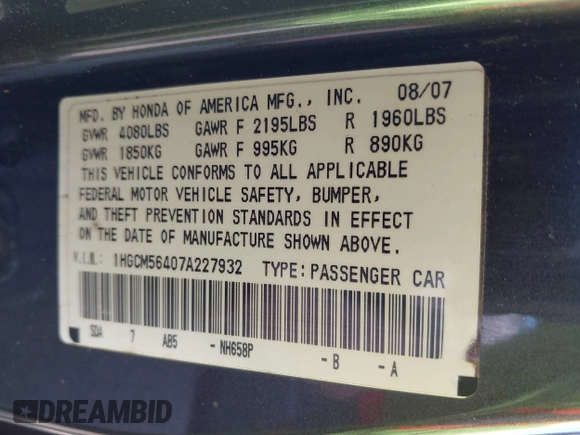 MFD. BY HONDA OF AMERICA MFG., INC. 08/07
GVWR 4080LBS GAWR F 2195LBS R 1960LBS
GVWR 1850KG GAWR F 995KG R 890KG
THIS VEHICLE CONFORMS TO ALL APPLICABLE
FEDERAL MOTOR VEHICLE SAFETY, BUMPER,
AND THEFT PREVENTION STANDARDS IN EFFECT
ON THE DATE OF MANUFACTURE SHOWN ABOVE.
V.I.N.: 1HGCM56407A227932 TYPE:PASSENGER CAR
SDA 7 AB5 -NH658P -B -A
DREAMBID